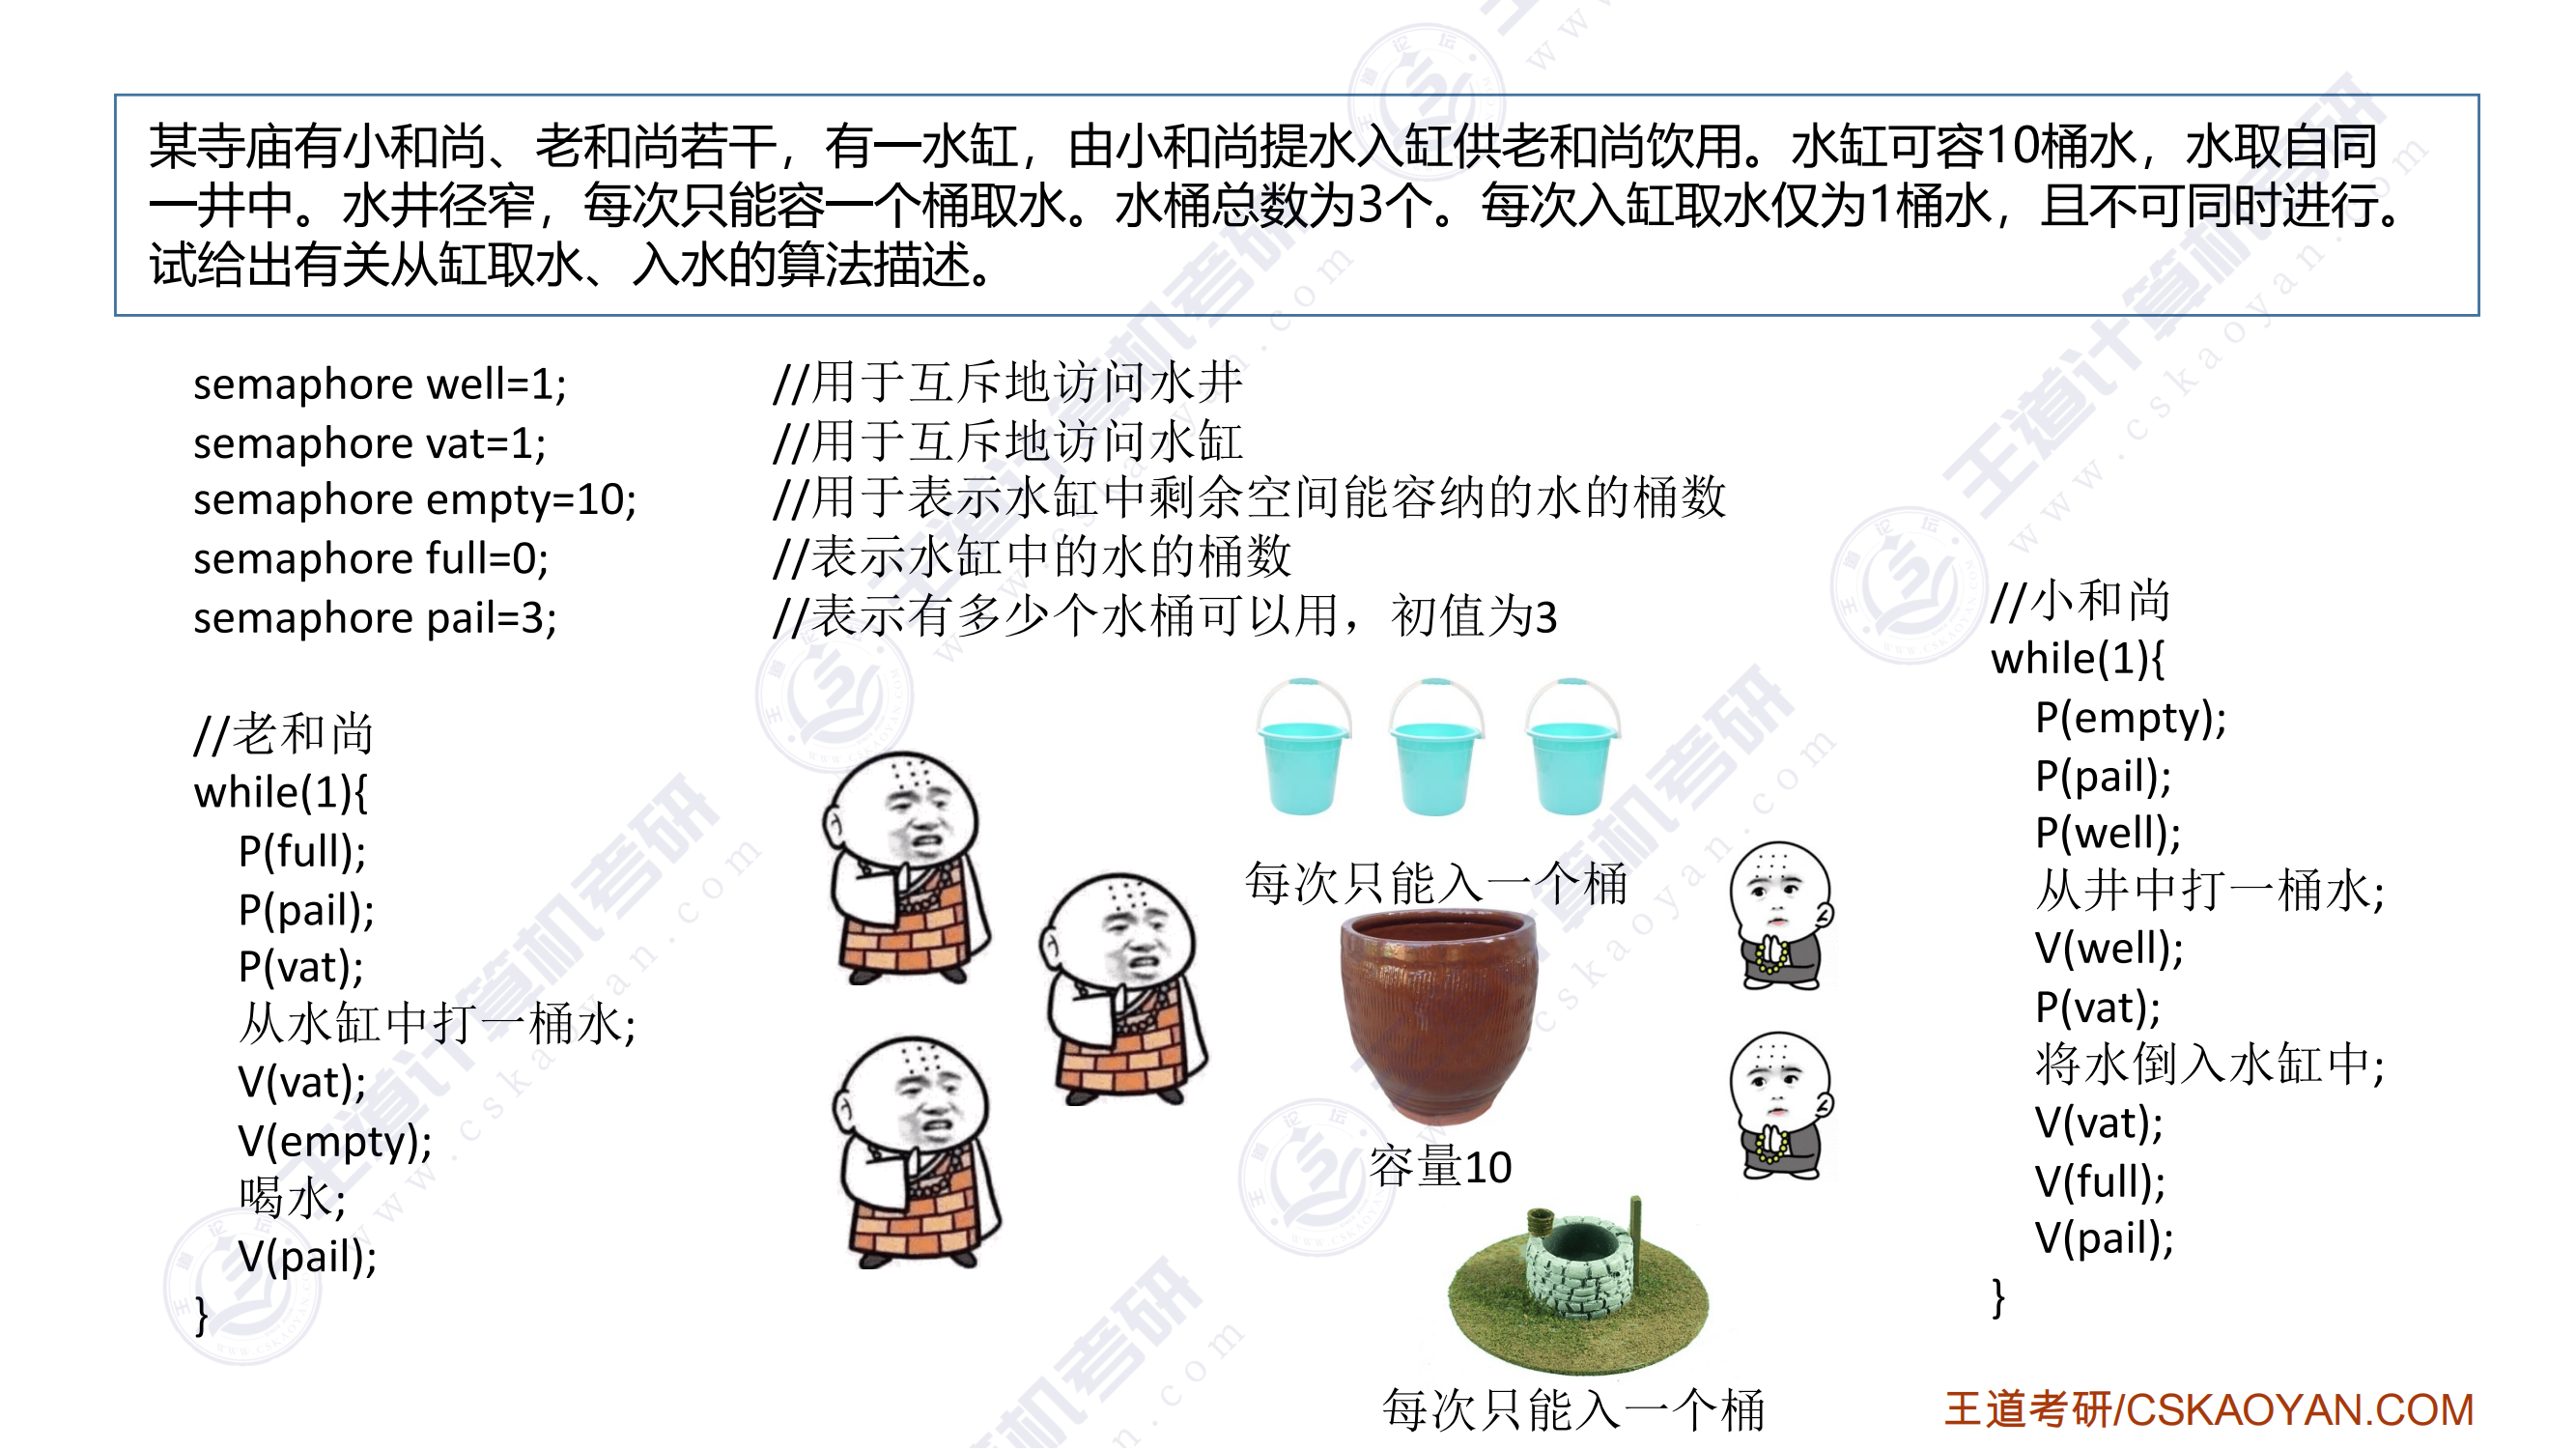 某寺庙有小和尚、老和尚若干，有一水缸，由小和尚提水入缸供老和尚饮用。水缸可容10桶水，水取自同
一井中。水井径窄，每次只能容一个桶取水。水桶总数为3个。每次入缸取水仅为1桶水，且不可同时进行。
试给出有关从缸取水、入水的算法描述。
semaphore well=1; //用于互斥地访问水井
semaphore vat=1; //用于互斥地访问水缸
semaphore empty=10; //用于表示水缸中剩余空间能容纳的水的桶数
semaphore full=0; //表示水缸中的水的桶数
semaphore pail=3; //表示有多少个水桶可以用，初值为3
//老和尚
while(1){
P(full);
P(pail);
P(vat);
从水缸中打一桶水;
V(vat);
V(empty);
喝水;
V(pail);
}
每次只能入一个桶
容量10
每次只能入一个桶
//小和尚
while(1){
P(empty);
P(pail);
P(well);
从井中打一桶水;
V(well);
P(vat);
将水倒入水缸中;
V(vat);
V(full);
V(pail);
}
王道考研/CSKAOYAN.COM
王道计算机考研
www.cskaoyan.com